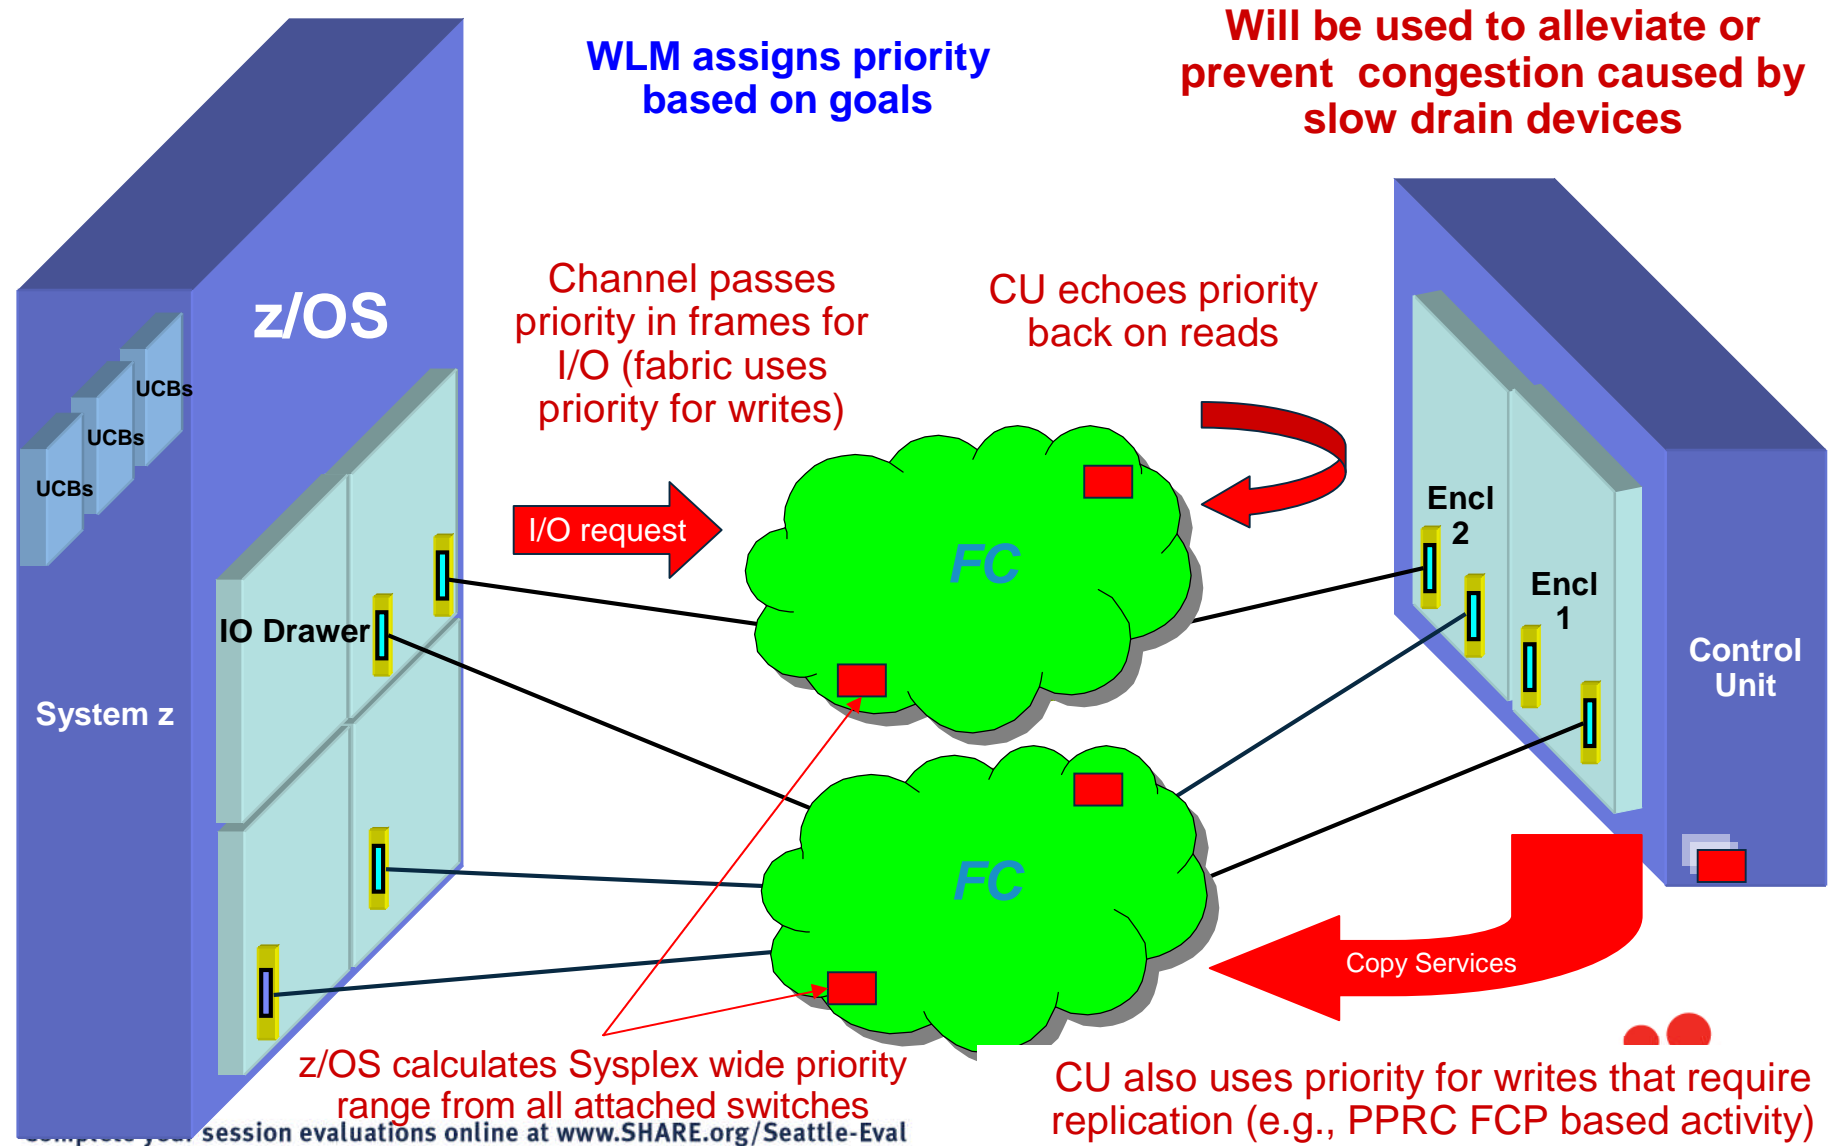 WLM assigns priority
based on goals
Will be used to alleviate or
prevent congestion caused by
slow drain devices
z/OS
Channel passes
priority in frames for
I/O (fabric uses
priority for writes)
CU echoes priority
back on reads
UCBs
UCBs
UCBs
I/O request
FC
Encl
2
Encl
1
IO Drawer
System z
Control
Unit
FC
Copy Services
z/OS calculates Sysplex wide priority
range from all attached switches
CU also uses priority for writes that require
replication (e.g., PPRC FCP based activity)
Complete your session evaluations online at www.SHARE.org/Seattle-Eval